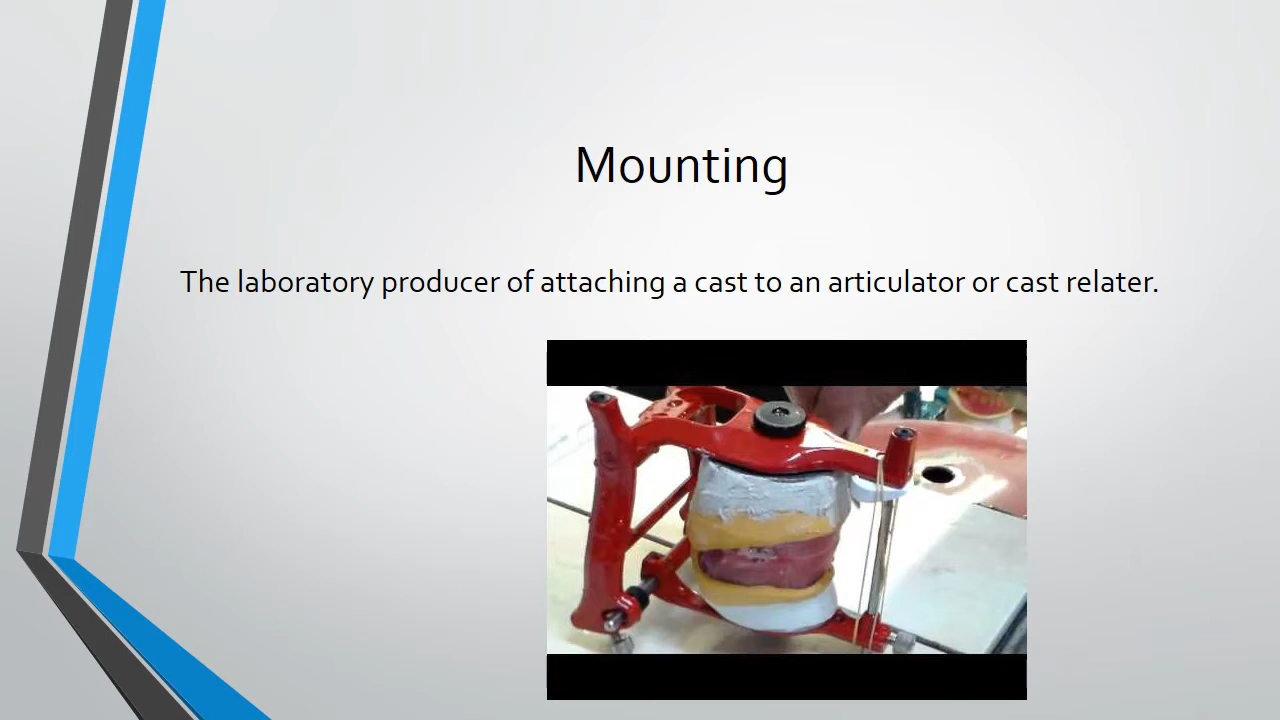 Mounting
The laboratory producer of attaching a cast to an articulator or cast relater.